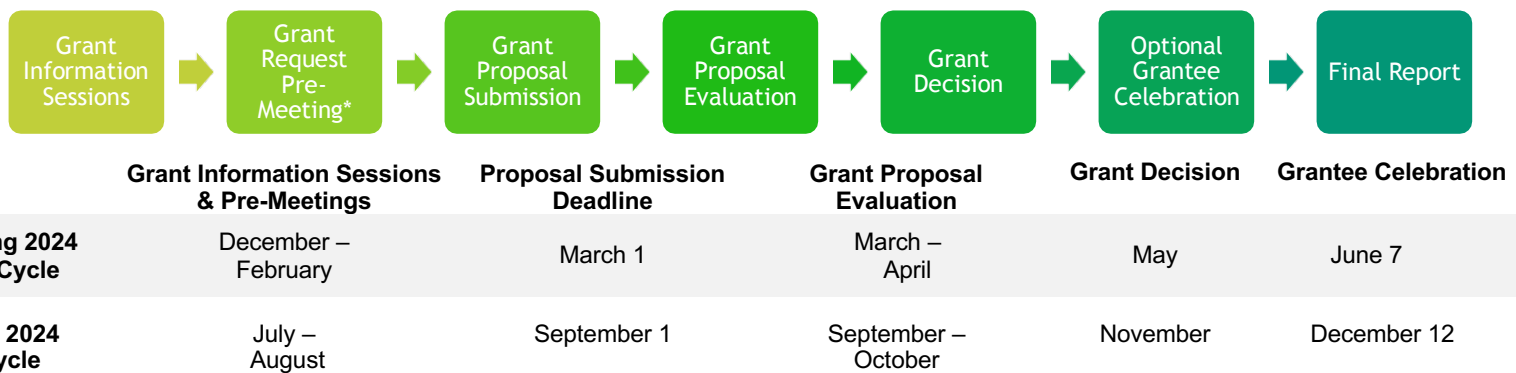 Grant
Information
Sessions
Grant
Request
Pre-
Meeting*
Grant
Proposal
Submission
Grant
Proposal
Evaluation
Grant
Decision
Optional
Grantee
Celebration
Final Report
Grant Information Sessions
& Pre-Meetings
Proposal Submission
Deadline
Grant Proposal
Evaluation
Grant Decision
Grantee Celebration
2024
Cycle
December –
February
March 1
March –
April
May
June 7
2024
July –
August
September 1
September –
October
November
December 12